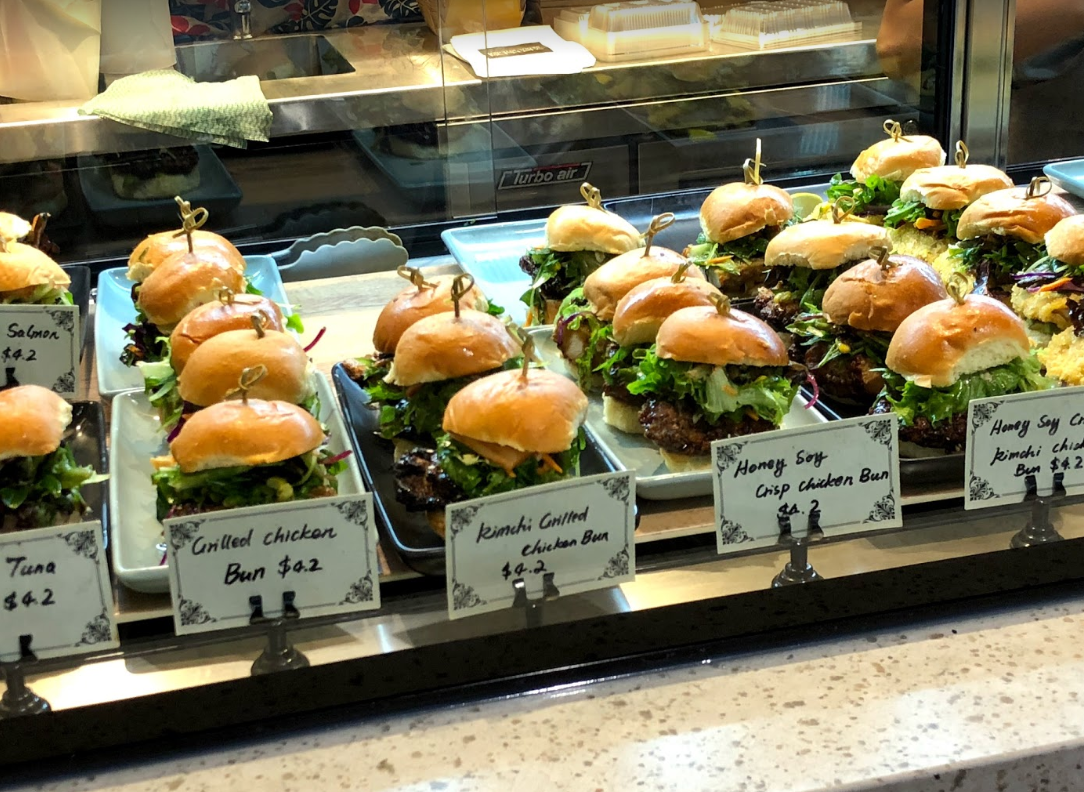 Turbo air
Salmon
$4.2
Tuna
$4.2
Grilled chicken
Bun $4.2
kimchi Grilled
chicken Bun
$4.2
Honey Soy
Crisp chicken Bun
$4.2
Honey Soy
kimchi
Bun $4.2